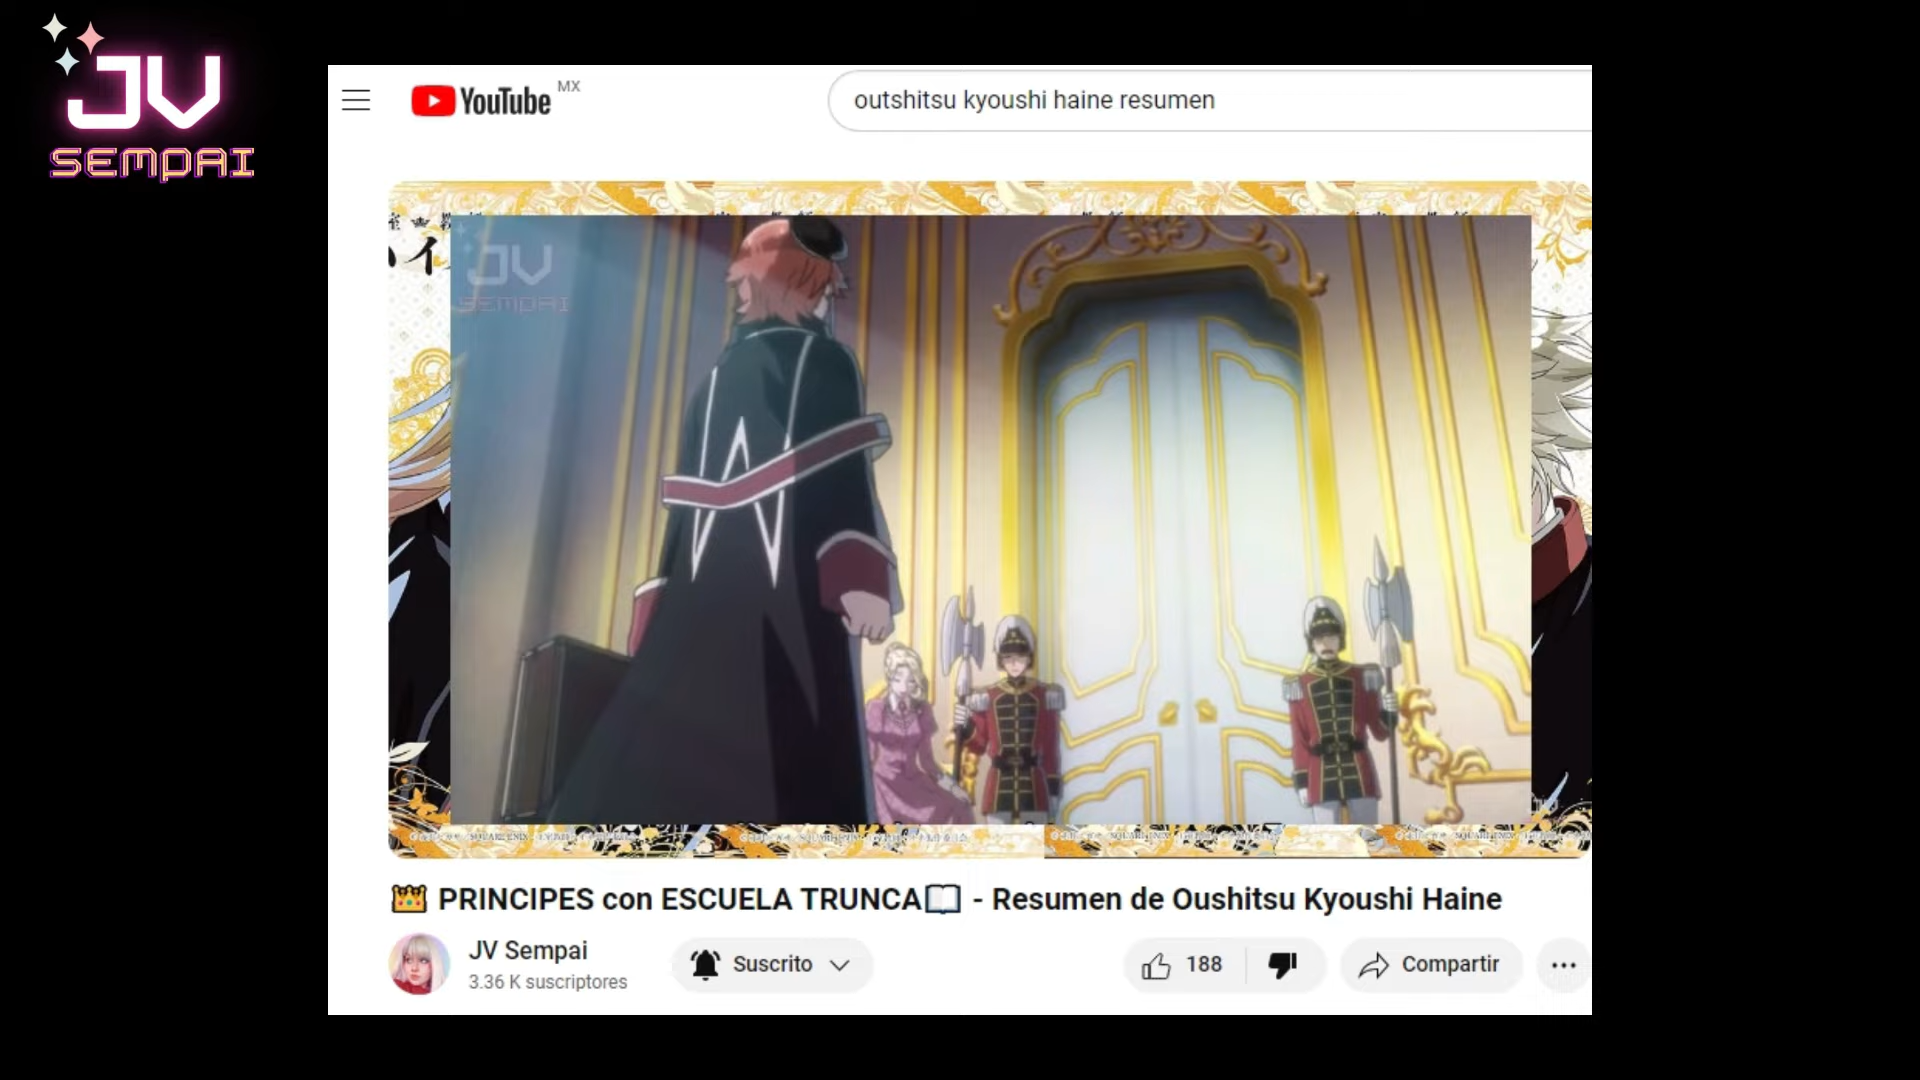 JV
SEMPAI
YouTube MX
outshitsu kyoushi haine resumen
JV
SEMPAI
PRINCIPES con ESCUELA TRUNCA - Resumen de Oushitsu Kyoushi Haine
JV Sempai
3.36 K suscriptores
Suscrito
188
Compartir